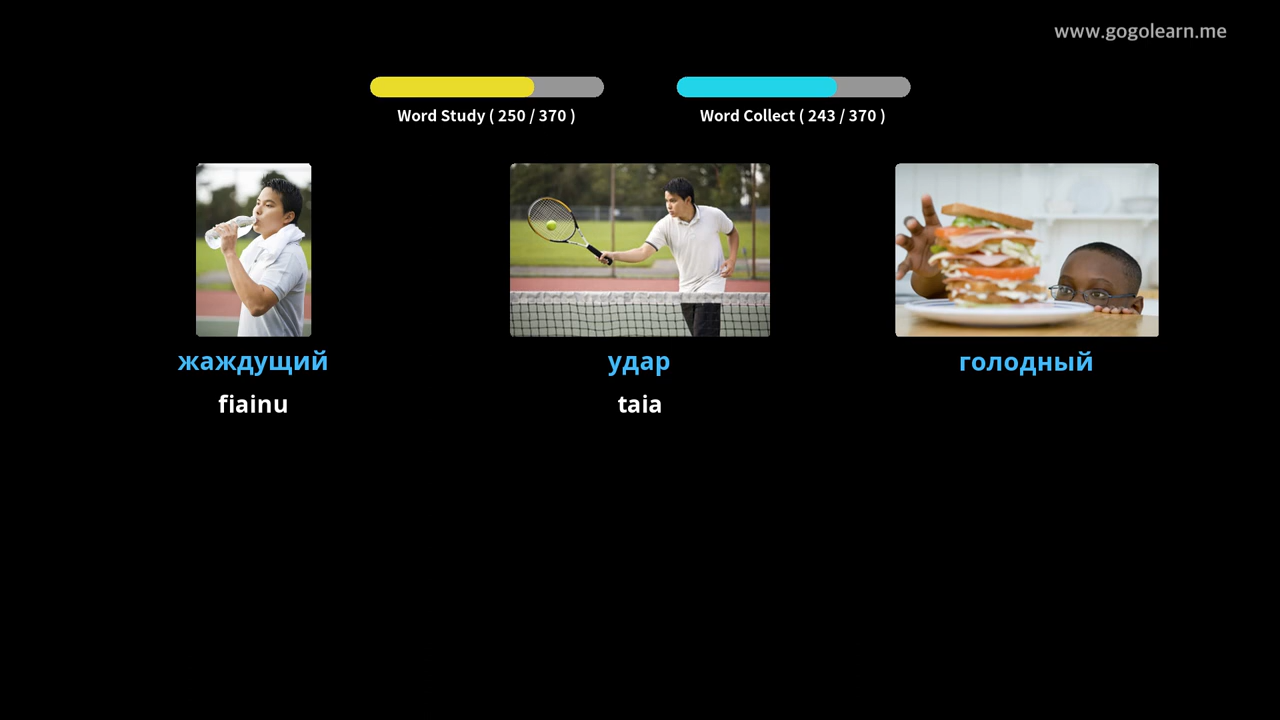 www.gogolearn.me
Word Study ( 250 / 370 )
Word Collect ( 243 / 370 )
жаждущий
удар
голодный
fiainu
taia